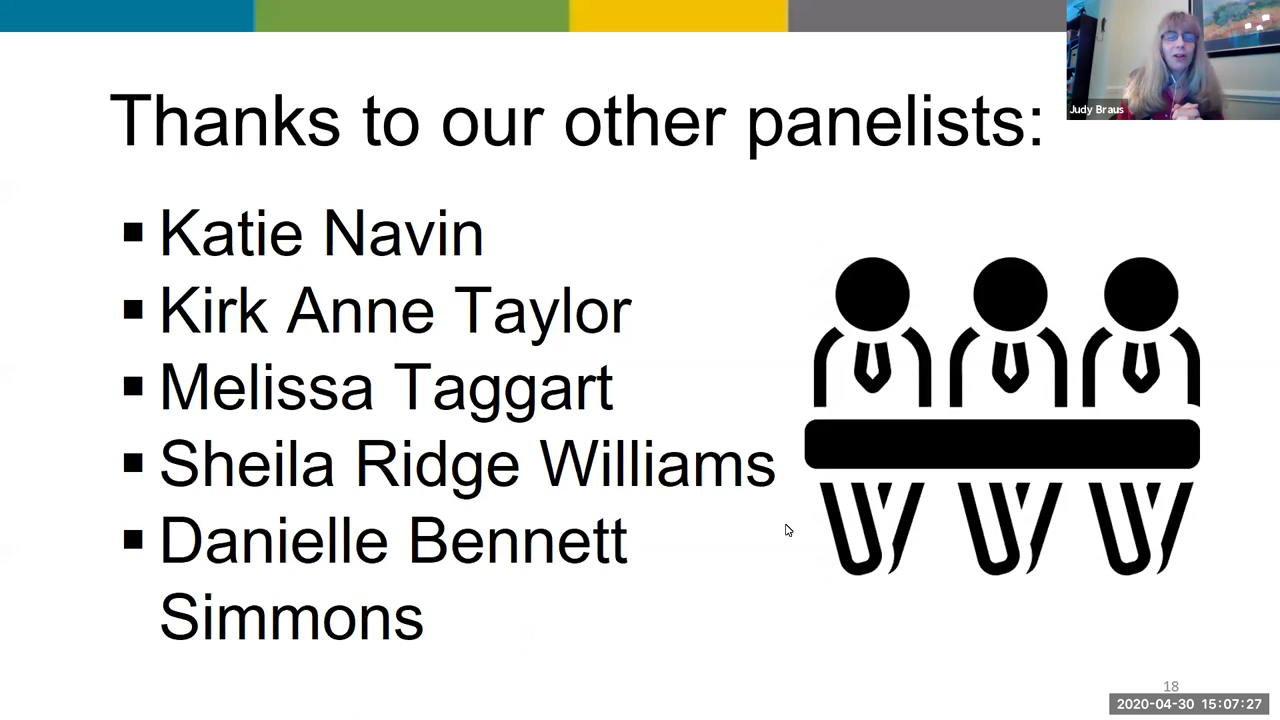 Thanks to our other panelists:
Judy Braus
▪ Katie Navin
▪ Kirk Anne Taylor
▪ Melissa Taggart
▪ Sheila Ridge Williams
▪ Danielle Bennett
Simmons
18
2020-04-30 15:07:27